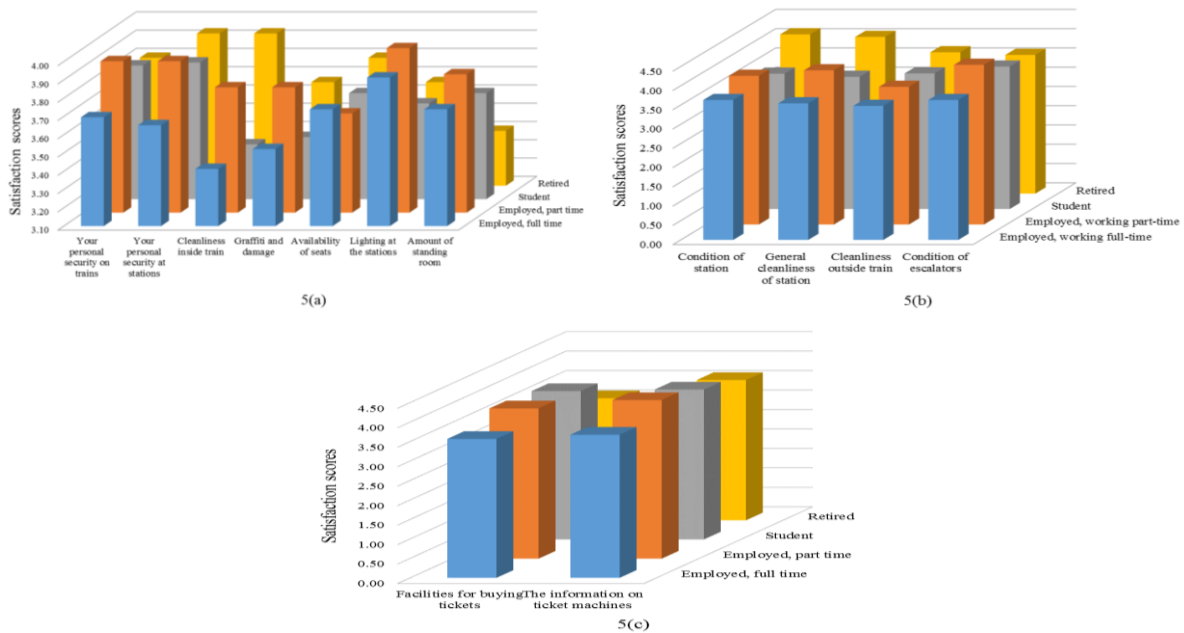 Satisfaction scores
4.00
3.90
3.80
3.70
3.60
3.50
3.40
3.30
3.20
3.10
Retired
Student
Employed, part time
Employed, full time
Your personal security on trains
Your personal security at stations
Cleanliness inside train
Graffiti and damage
Availability of seats
Lighting at the stations
Amount of standing room
5(a)
Satisfaction scores
4.50
4.00
3.50
3.00
2.50
2.00
1.50
1.00
0.50
0.00
Retired
Student
Employed, working part-time
Employed, working full-time
Condition of station
General cleanliness of station
Cleanliness outside train
Condition of escalators
5(b)
Satisfaction scores
4.50
4.00
3.50
3.00
2.50
2.00
1.50
1.00
0.50
0.00
Retired
Student
Employed, part time
Employed, full time
Facilities for buying tickets
The information on ticket machines
5(c)